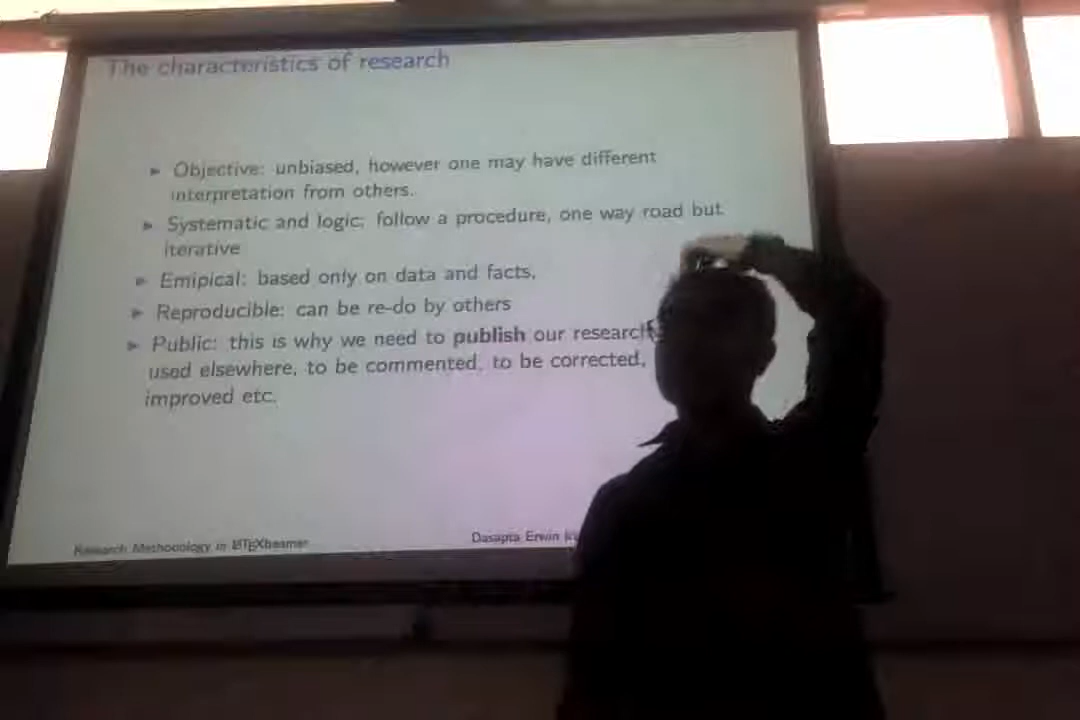 The characteristics of research
► Objective: unbiased, however one may have different
interpretation from others.
► Systematic and logic: follow a procedure, one way road but
iterative
► Emipical: based only on data and facts.
► Reproducible: can be re-do by others
► Public: this is why we need to publish our research
used elsewhere, to be commented, to be corrected,
improved etc.
Research Methodology in LATEXbeamer
Dasapta Erwin